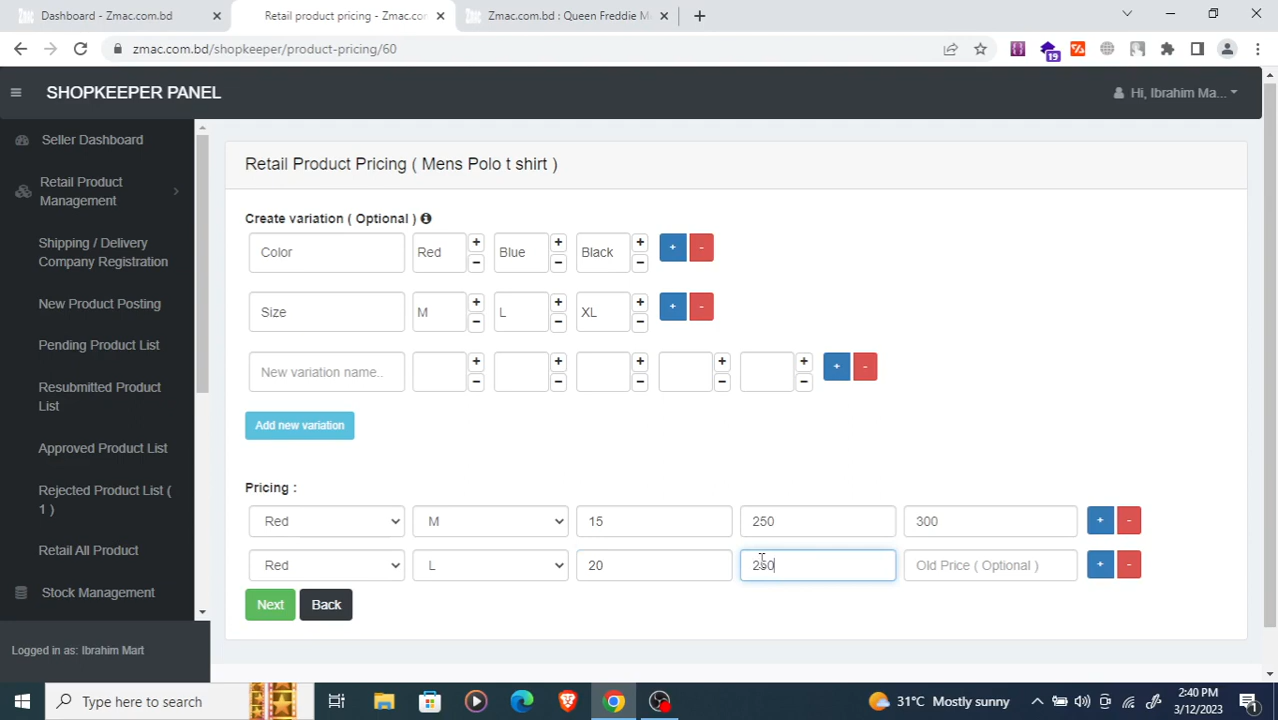 Dashboard - Zmac.com.bd
Retail product pricing - Zmac.com
Zmac.com.bd : Queen Freddie M
zmac.com.bd/shopkeeper/product-pricing/60
19
SHOPKEEPER PANEL
Hi, Ibrahim Ma...
Seller Dashboard
Retail Product
Management
Shipping / Delivery
Company Registration
New Product Posting
Pending Product List
Resubmitted Product
List
Approved Product List
Rejected Product List (
1 )
Retail All Product
Stock Management
Logged in as: Ibrahim Mart
Retail Product Pricing ( Mens Polo t shirt )
Create variation ( Optional )
Color Red + - Blue + - Black + - + -
Size M + - L + - XL + - + -
New variation name.. + - + - + - + - + - + -
Add new variation
Pricing :
Red M 15 250 300 + -
Red L 20 250 Old Price ( Optional ) + -
Next Back
Type here to search
31°C Mostly sunny
2:40 PM
3/12/2023
1